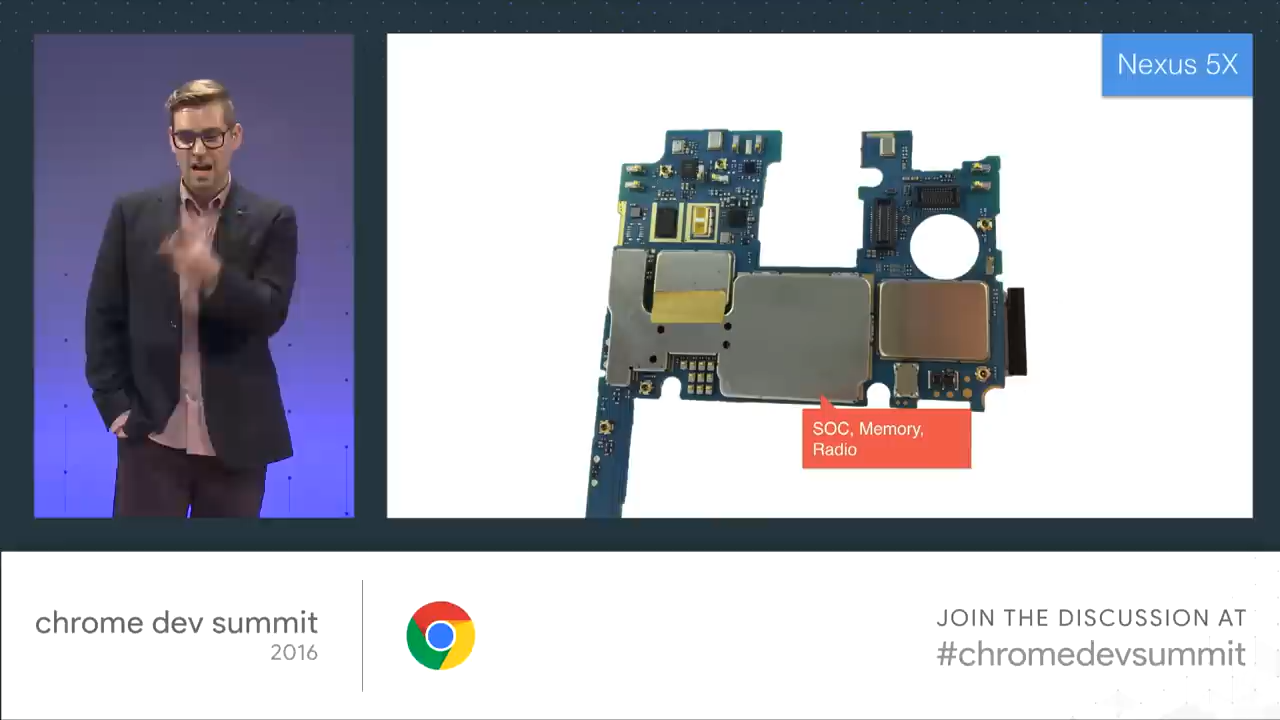 Nexus 5X
SOC, Memory,
Radio
chrome dev summit
2016
JOIN THE DISCUSSION AT
#chromedevsummit